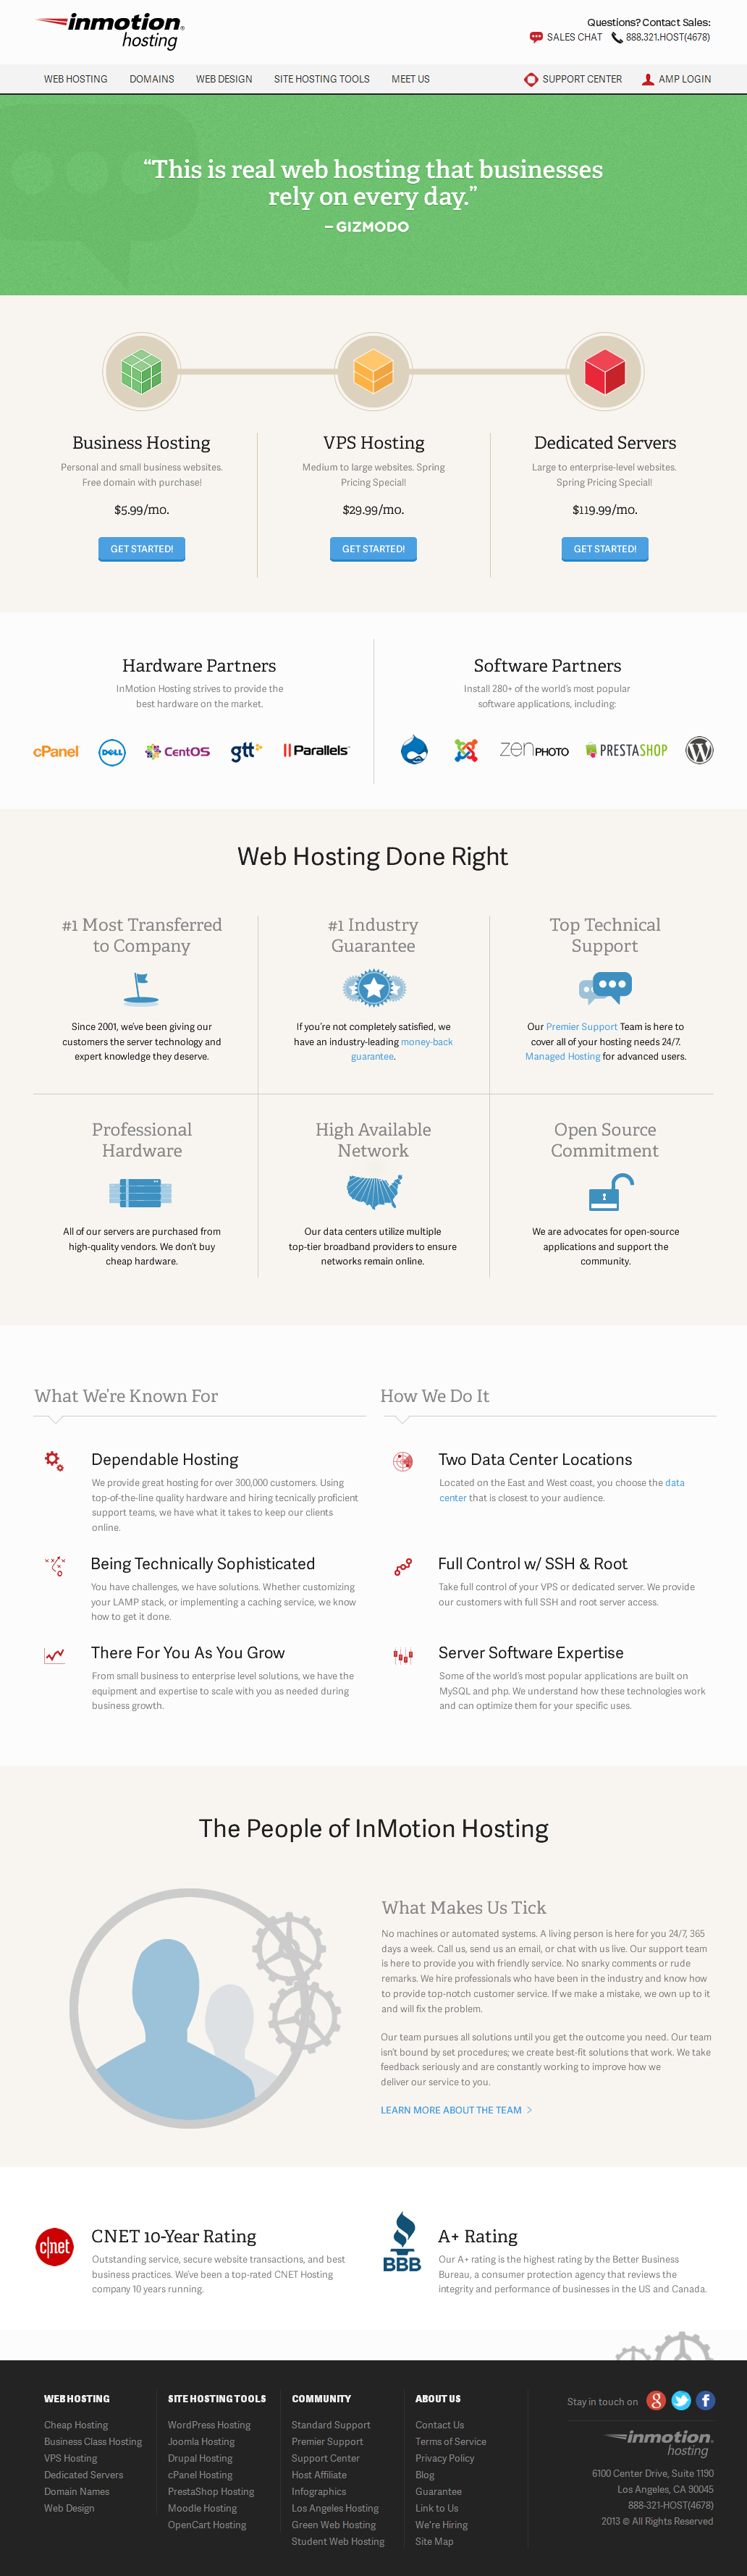 inmotion®
hosting
Questions? Contact Sales:
SALES CHAT 888.321.HOST(4678)
WEB HOSTING DOMAINS WEB DESIGN SITE HOSTING TOOLS MEET US SUPPORT CENTER AMP LOGIN
“This is real web hosting that businesses
rely on every day.”
– GIZMODO
Business Hosting
Personal and small business websites.
Free domain with purchase!
$5.99/mo.
GET STARTED!
VPS Hosting
Medium to large websites. Spring
Pricing Special!
$29.99/mo.
GET STARTED!
Dedicated Servers
Large to enterprise-level websites.
Spring Pricing Special!
$119.99/mo.
GET STARTED!
Hardware Partners
InMotion Hosting strives to provide the
best hardware on the market.
cPanel DELL CentOS gtt Parallels
Software Partners
Install 280+ of the world's most popular
software applications, including:
zenPHOTO PRESTASHOP W
Web Hosting Done Right
#1 Most Transferred
to Company
Since 2001, we've been giving our
customers the server technology and
expert knowledge they deserve.
#1 Industry
Guarantee
If you're not completely satisfied, we
have an industry-leading money-back
guarantee.
Top Technical
Support
Our Premier Support Team is here to
cover all of your hosting needs 24/7.
Managed Hosting for advanced users.
Professional
Hardware
All of our servers are purchased from
high-quality vendors. We don't buy
cheap hardware.
High Available
Network
Our data centers utilize multiple
top-tier broadband providers to ensure
networks remain online.
Open Source
Commitment
We are advocates for open-source
applications and support the
community.
What We're Known For
Dependable Hosting
We provide great hosting for over 300,000 customers. Using
top-of-the-line quality hardware and hiring tecnically proficient
support teams, we have what it takes to keep our clients
online.
Being Technically Sophisticated
You have challenges, we have solutions. Whether customizing
your LAMP stack, or implementing a caching service, we know
how to get it done.
There For You As You Grow
From small business to enterprise level solutions, we have the
equipment and expertise to scale with you as needed during
business growth.
How We Do It
Two Data Center Locations
Located on the East and West coast, you choose the data
center that is closest to your audience.
Full Control w/ SSH & Root
Take full control of your VPS or dedicated server. We provide
our customers with full SSH and root server access.
Server Software Expertise
Some of the world's most popular applications are built on
MySQL and php. We understand how these technologies work
and can optimize them for your specific uses.
The People of InMotion Hosting
What Makes Us Tick
No machines or automated systems. A living person is here for you 24/7, 365
days a week. Call us, send us an email, or chat with us live. Our support team
is here to provide you with friendly service. No snarky comments or rude
remarks. We hire professionals who have been in the industry and know how
to provide top-notch customer service. If we make a mistake, we own up to it
and will fix the problem.
Our team pursues all solutions until you get the outcome you need. Our team
isn't bound by set procedures; we create best-fit solutions that work. We take
feedback seriously and are constantly working to improve how we
deliver our service to you.
LEARN MORE ABOUT THE TEAM >
c|net
CNET 10-Year Rating
Outstanding service, secure website transactions, and best
business practices. We've been a top-rated CNET Hosting
company 10 years running.
BBB
A+ Rating
Our A+ rating is the highest rating by the Better Business
Bureau, a consumer protection agency that reviews the
integrity and performance of businesses in the US and Canada.
WEB HOSTING
Cheap Hosting
Business Class Hosting
VPS Hosting
Dedicated Servers
Domain Names
Web Design
SITE HOSTING TOOLS
WordPress Hosting
Joomla Hosting
Drupal Hosting
cPanel Hosting
PrestaShop Hosting
Moodle Hosting
OpenCart Hosting
COMMUNITY
Standard Support
Premier Support
Support Center
Host Affiliate
Infographics
Los Angeles Hosting
Green Web Hosting
Student Web Hosting
ABOUT US
Contact Us
Terms of Service
Privacy Policy
Blog
Guarantee
Link to Us
We're Hiring
Site Map
Stay in touch on g f
inmotion®
hosting
6100 Center Drive, Suite 1190
Los Angeles, CA 90045
888-321-HOST(4678)
2013 © All Rights Reserved